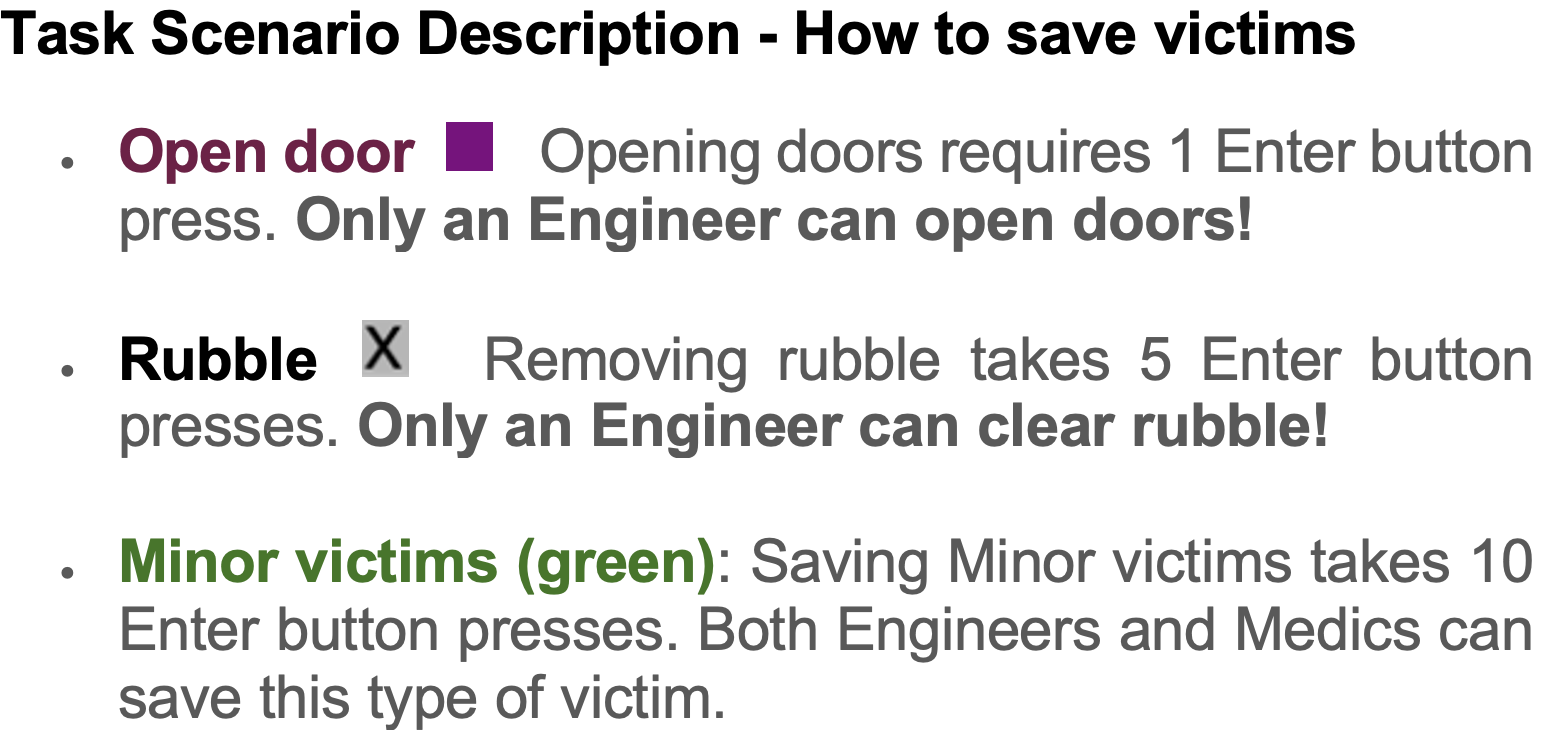 Task Scenario Description - How to save victims
• Open door Opening doors requires 1 Enter button
press. Only an Engineer can open doors!
• Rubble X Removing rubble takes 5 Enter button
presses. Only an Engineer can clear rubble!
• Minor victims (green): Saving Minor victims takes 10
Enter button presses. Both Engineers and Medics can
save this type of victim.